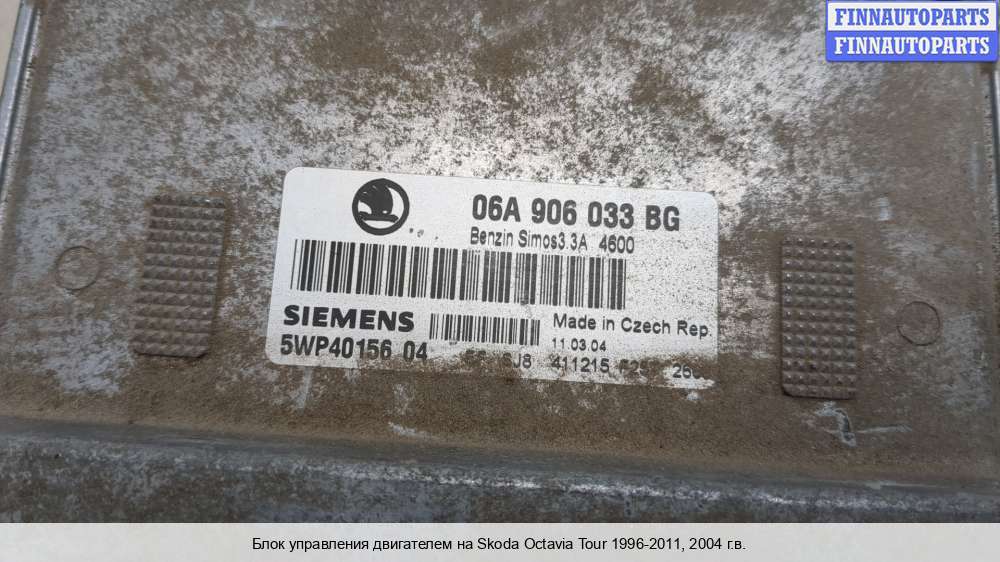 FINNAUTOPARTS
FINNAUTOPARTS
06A 906 033 BG
Benzin Simos3.3A 4600
SIEMENS
Made in Czech Rep.
5WP40156 04
11.03.04
411215
Блок управления двигателем на Skoda Octavia Tour 1996-2011, 2004 г.в.